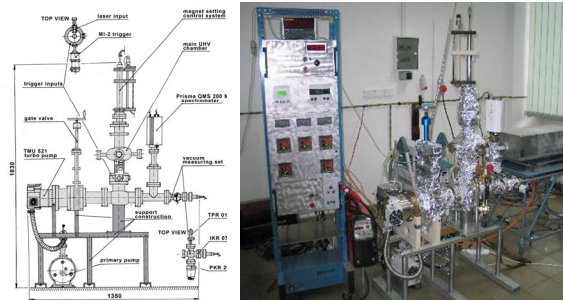 TOP VIEW
laser input
MI-2 trigger
magnet setting
control system
main UHV
chamber
trigger inputs
Prisma QMS 200 M
spectrometer
gate valve
TMU 521
turbo pump
vacuum
measuring set
1830
support
construction
TOP VIEW
TPR 01
IKR 07
primary pump
PKR 2
1350